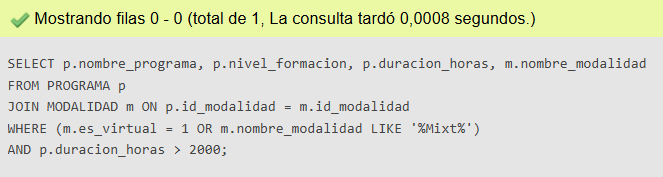 Mostrando filas 0 - 0 (total de 1, La consulta tardó 0,0008 segundos.)
SELECT p.nombre_programa, p.nivel_formacion, p.duracion_horas, m.nombre_modalidad
FROM PROGRAMA p
JOIN MODALIDAD m ON p.id_modalidad = m.id_modalidad
WHERE (m.es_virtual = 1 OR m.nombre_modalidad LIKE '%Mixt%')
AND p.duracion_horas > 2000;